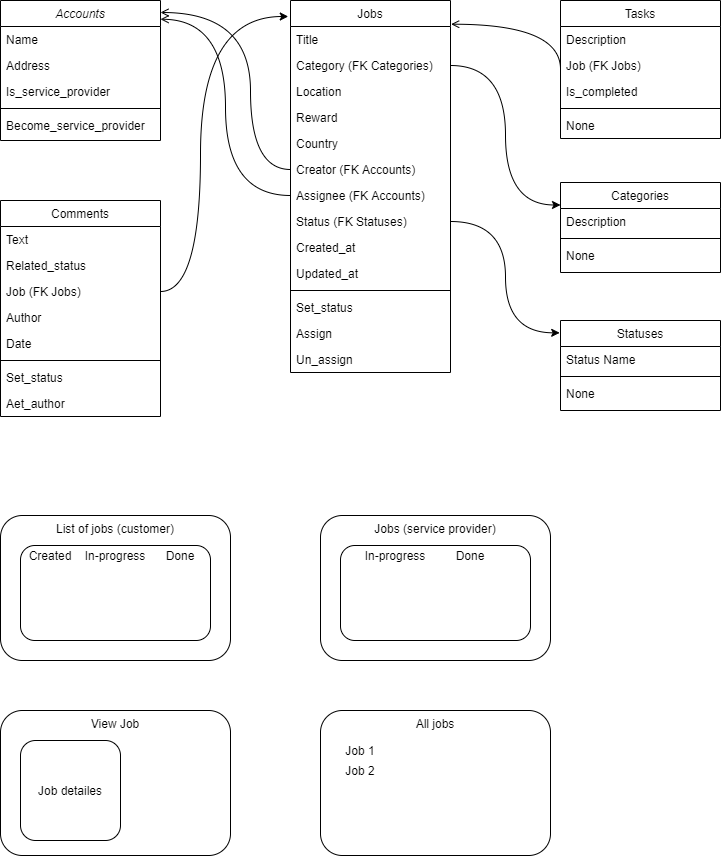 Accounts
Name
Address
Is_service_provider
Become_service_provider
Jobs
Title
Category (FK Categories)
Location
Reward
Country
Creator (FK Accounts)
Assignee (FK Accounts)
Status (FK Statuses)
Created_at
Updated_at
Set_status
Assign
Un_assign
Tasks
Description
Job (FK Jobs)
Is_completed
None
Comments
Text
Related_status
Job (FK Jobs)
Author
Date
Set_status
Aet_author
Categories
Description
None
Statuses
Status Name
None
List of jobs (customer)
Created In-progress Done
Jobs (service provider)
In-progress Done
View Job
Job detailes
All jobs
Job 1
Job 2